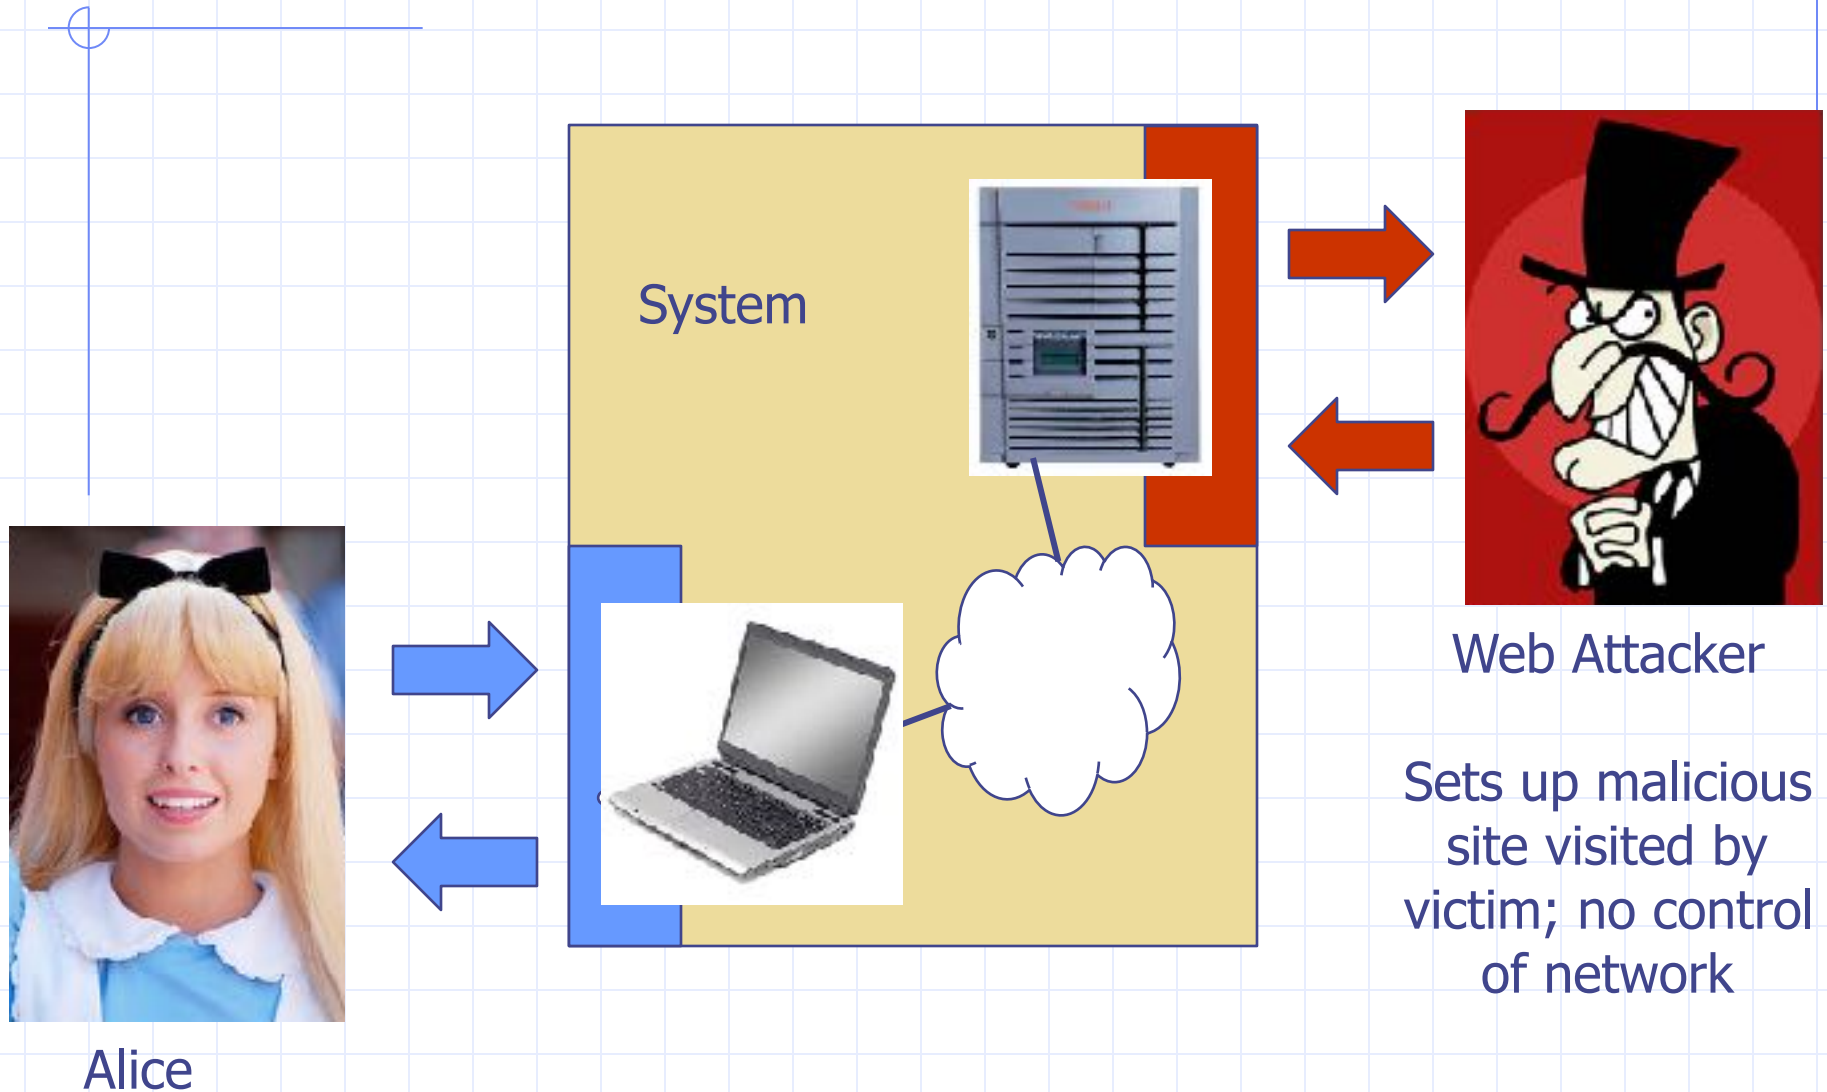 System
Web Attacker
Sets up malicious
site visited by
victim; no control
of network
Alice